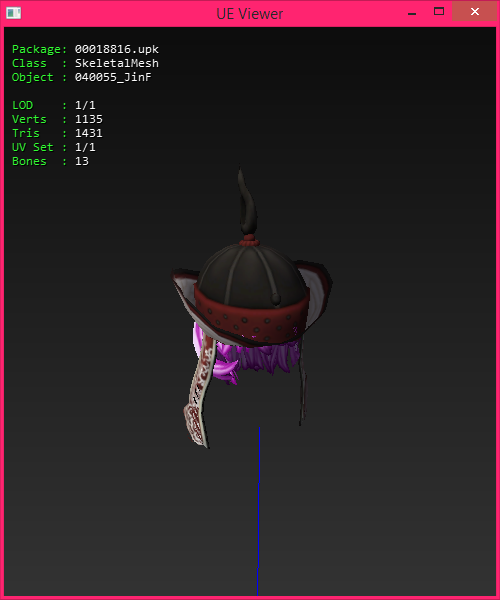 UE Viewer
Package: 00018816.upk
Class : SkeletalMesh
Object : 040055_JinF
LOD : 1/1
Verts : 1135
Tris : 1431
UV Set : 1/1
Bones : 13